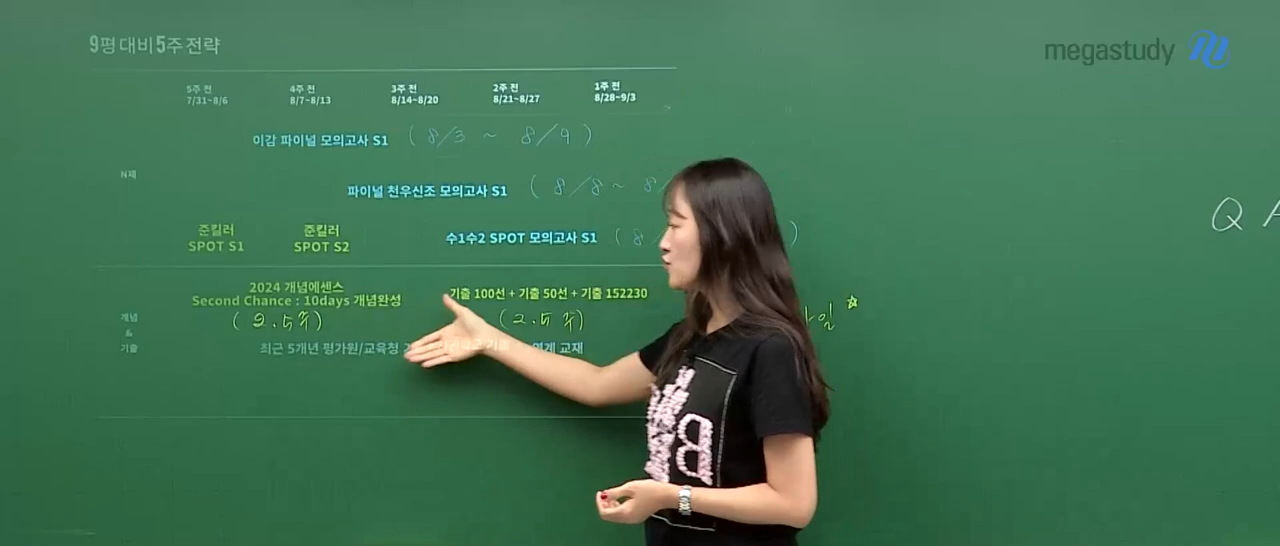 9평 대비 5주 전략
megastudy
5주 전 4주 전 3주 전 2주 전 1주 전
7/31~8/6 8/7~8/13 8/14~8/20 8/21~8/27 8/28~9/3
이감 파이널 모의고사 S1 (8/3 ~ 8/9)
N제
파이널 천우신조 모의고사 S1 (8/8 ~ 8/
준킬러 준킬러
SPOT S1 SPOT S2 수1수2 SPOT 모의고사 S1 (8/ )
Q
2024 개념에센스
Second Chance : 10days 개념완성 기출 100선 + 기출 50선 + 기출 152230
개념 (2.5주) (2.5주) 일 ☆
&
기출 최근 5개년 평가원/교육청 연계 교재